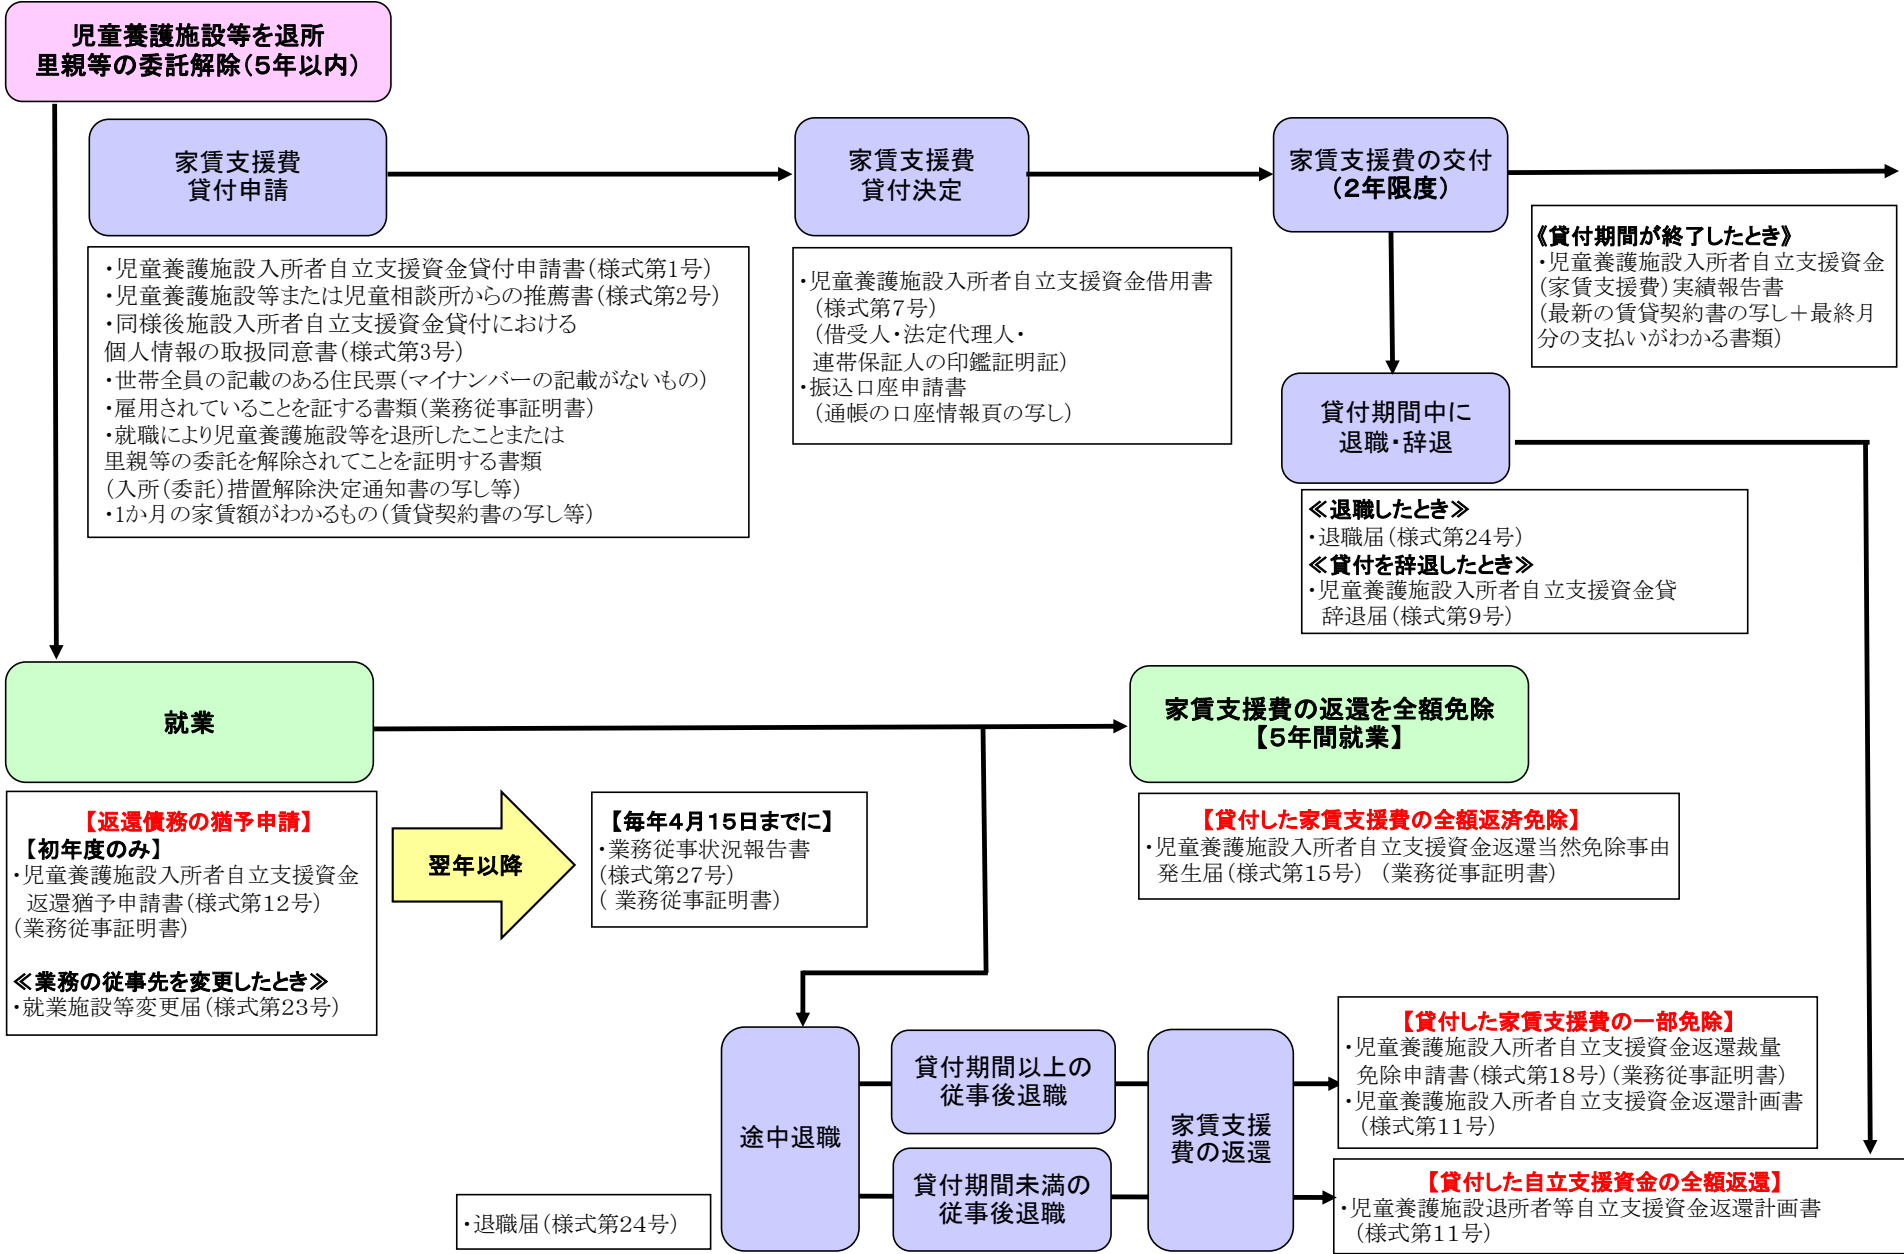 児童養護施設等を退所
里親等の委託解除(5年以内)
家賃支援費
貸付申請
家賃支援費
貸付決定
家賃支援費の交付
(2年限度)
・児童養護施設入所者自立支援資金貸付申請書(様式第1号)
・児童養護施設等または児童相談所からの推薦書(様式第2号)
・同様後施設入所者自立支援資金貸付における
個人情報の取扱同意書(様式第3号)
・世帯全員の記載のある住民票(マイナンバーの記載がないもの)
・雇用されていることを証する書類(業務従事証明書)
・就職により児童養護施設等を退所したことまたは
里親等の委託を解除されてことを証明する書類
(入所(委託)措置解除決定通知書の写し等)
・1か月の家賃額がわかるもの(賃貸契約書の写し等)
・児童養護施設入所者自立支援資金借用書
(様式第7号)
(借受人・法定代理人・
連帯保証人の印鑑証明証)
・振込口座申請書
(通帳の口座情報頁の写し)
《貸付期間が終了したとき》
・児童養護施設入所者自立支援資金
(家賃支援費)実績報告書
(最新の賃貸契約書の写し+最終月
分の支払いがわかる書類)
貸付期間中に
退職・辞退
≪退職したとき≫
・退職届(様式第24号)
≪貸付を辞退したとき≫
・児童養護施設入所者自立支援資金貸
辞退届(様式第9号)
就業
家賃支援費の返還を全額免除
【5年間就業】
【返還債務の猶予申請】
【初年度のみ】
・児童養護施設入所者自立支援資金
返還猶予申請書(様式第12号)
(業務従事証明書)
≪業務の従事先を変更したとき≫
・就業施設等変更届(様式第23号)
翌年以降
【毎年4月15日までに】
・業務従事状況報告書
(様式第27号)
( 業務従事証明書)
【貸付した家賃支援費の全額返済免除】
・児童養護施設入所者自立支援資金返還当然免除事由
発生届(様式第15号) (業務従事証明書)
途中退職
貸付期間以上の
従事後退職
貸付期間未満の
従事後退職
家賃支援
費の返還
【貸付した家賃支援費の一部免除】
・児童養護施設入所者自立支援資金返還裁量
免除申請書(様式第18号)(業務従事証明書)
・児童養護施設入所者自立支援資金返還計画書
(様式第11号)
・退職届(様式第24号)
【貸付した自立支援資金の全額返還】
・児童養護施設退所者等自立支援資金返還計画書
(様式第11号)